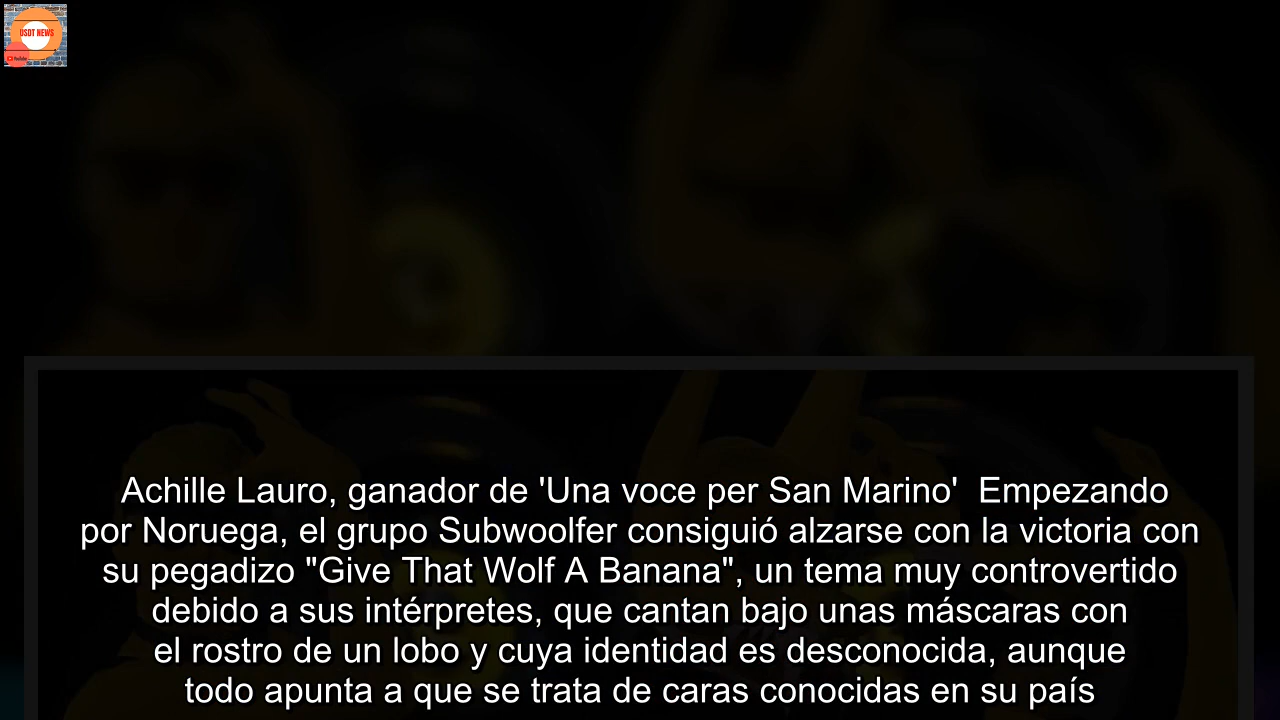 USDT NEWS
YouTube
Achille Lauro, ganador de 'Una voce per San Marino'  Empezando
por Noruega, el grupo Subwoolfer consiguió alzarse con la victoria con
su pegadizo "Give That Wolf A Banana", un tema muy controvertido
debido a sus intérpretes, que cantan bajo unas máscaras con
el rostro de un lobo y cuya identidad es desconocida, aunque
todo apunta a que se trata de caras conocidas en su país